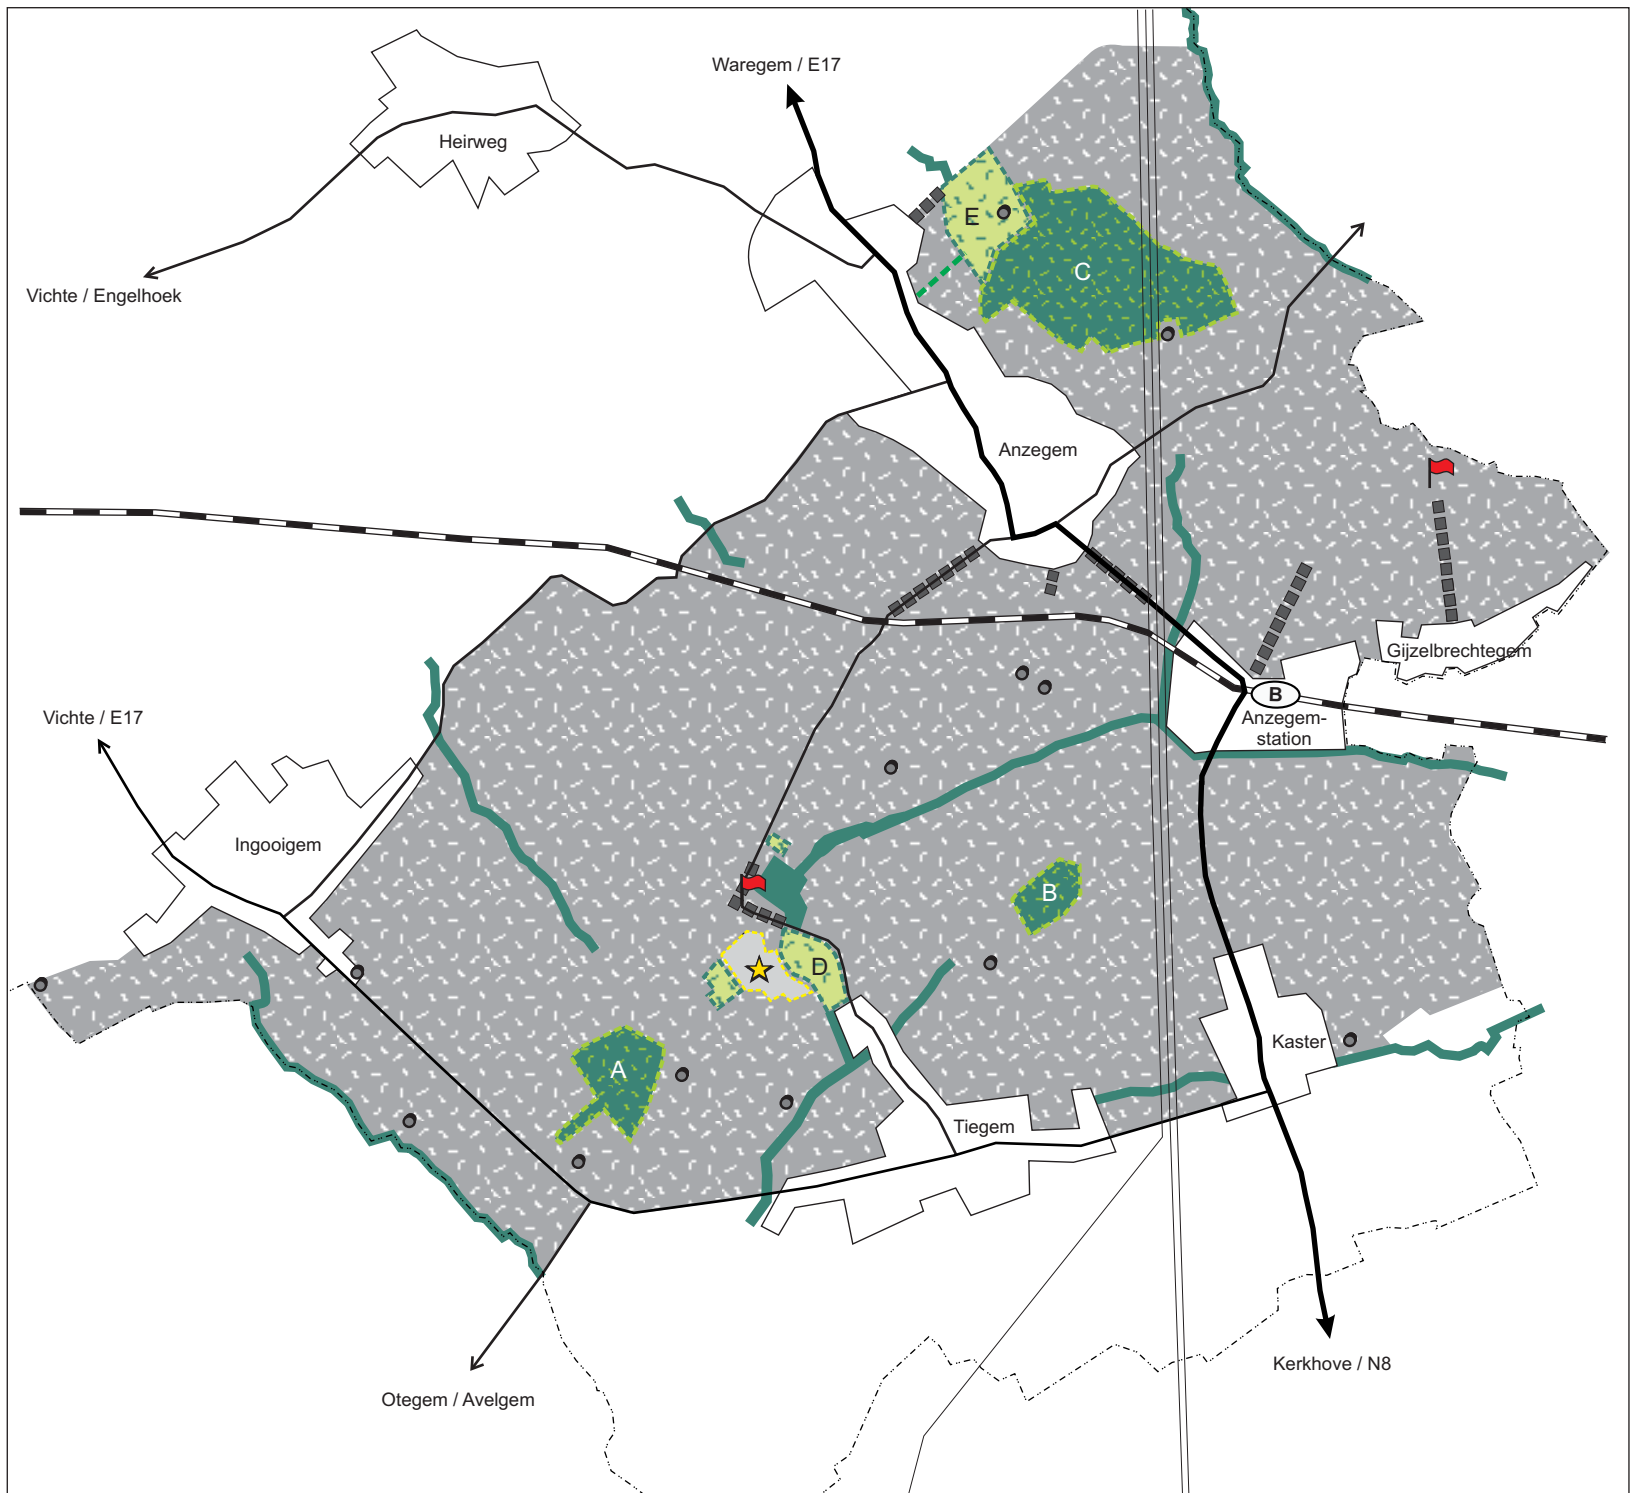 Waregem / E17
Heirweg
E
C
Vichte / Engelhoek
Anzegem
Gijzelbrechtegem
B
Anzegem-
station
Vichte / E17
Ingooigem
B
D
Kaster
A
Tiegem
Kerkhove / N8
Otegem / Avelgem